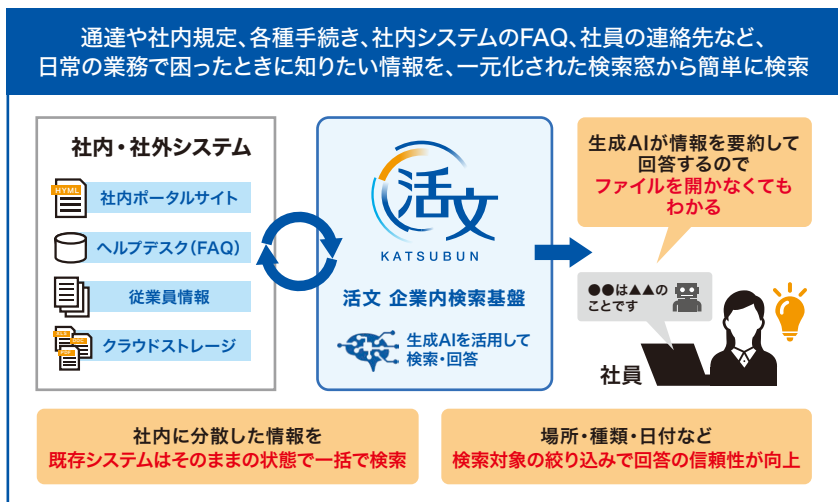 通達や社内規定、各種手続き、社内システムのFAQ、社員の連絡先など、
日常の業務で困ったときに知りたい情報を、一元化された検索窓から簡単に検索
社内・社外システム
HYML
社内ポータルサイト
ヘルプデスク(FAQ)
従業員情報
クラウドストレージ
活文
KATSUBUN
活文 企業内検索基盤
生成AIを活用して
検索・回答
生成AIが情報を要約して
回答するので
ファイルを開かなくても
わかる
●●は▲▲の
ことです
社員
社内に分散した情報を
既存システムはそのままの状態で一括で検索
場所・種類・日付など
検索対象の絞り込みで回答の信頼性が向上